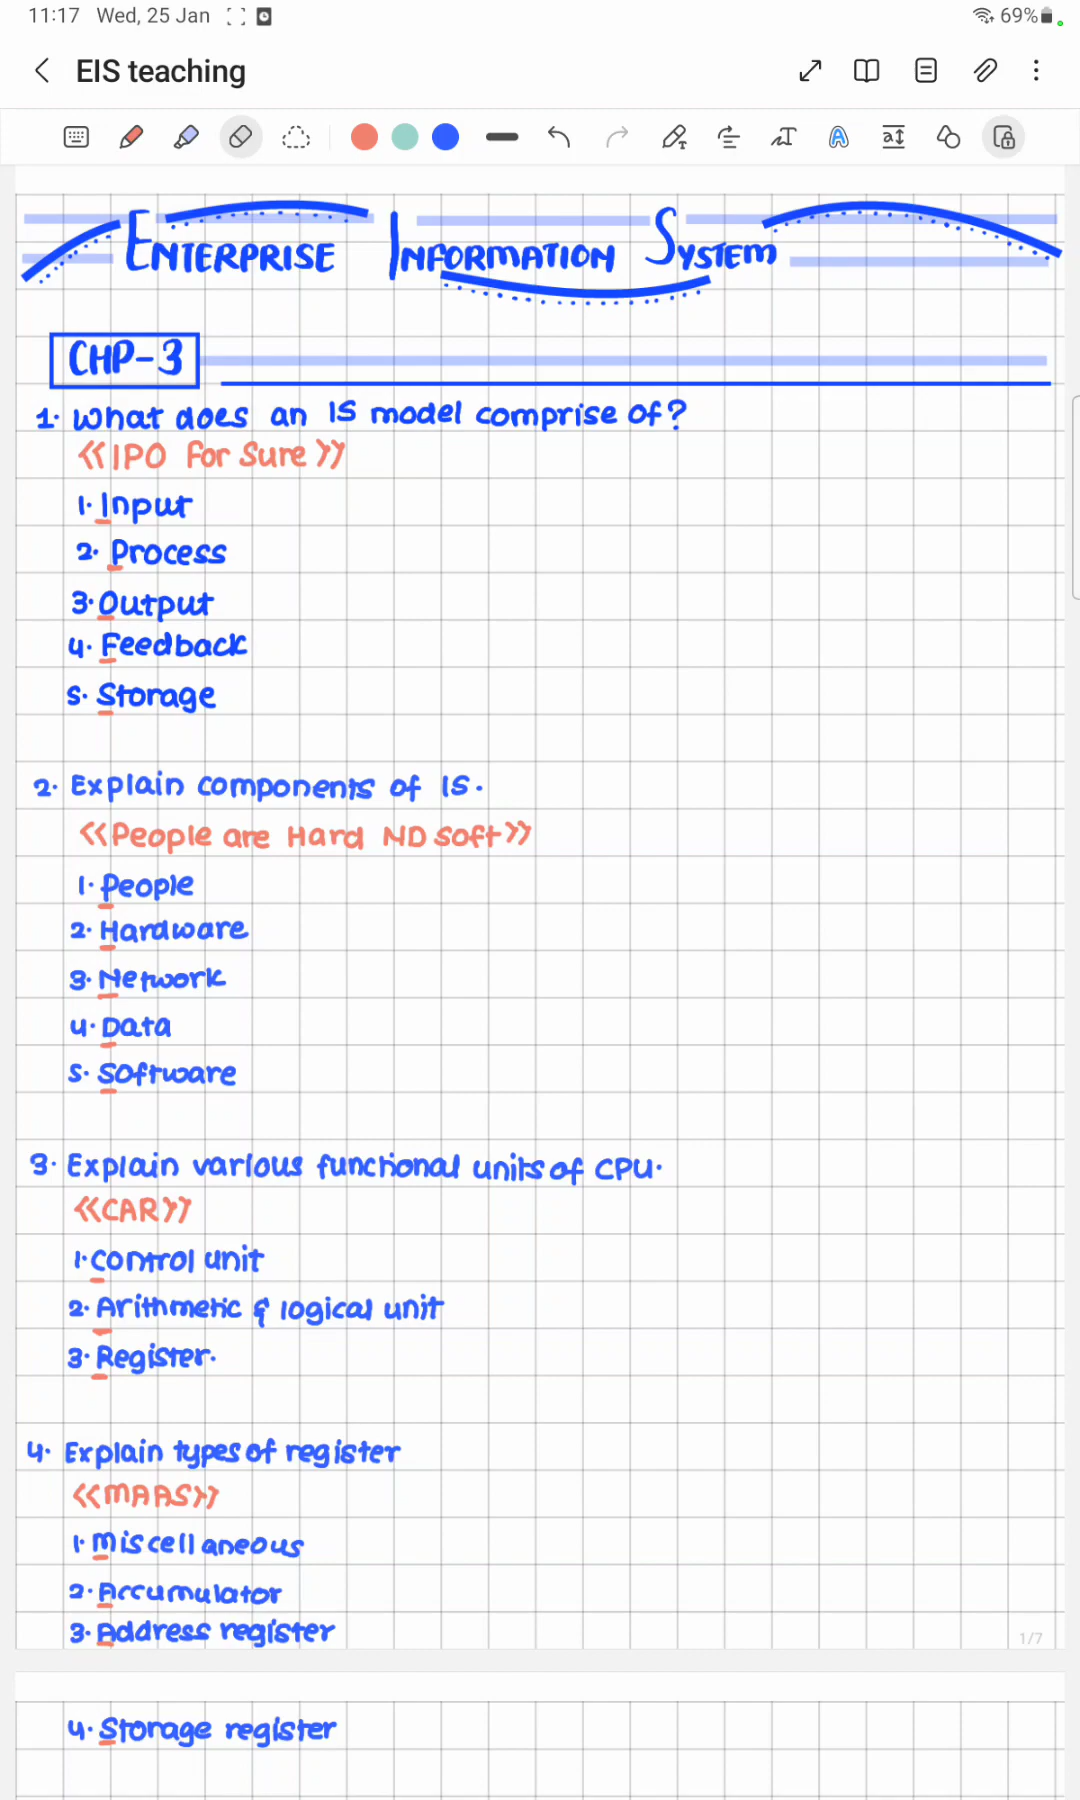 11:17 Wed, 25 Jan 69%
EIS teaching
ENTERPRISE INFORMATION SYSTEM
CHP-3
1. What does an IS model comprise of?
<<IPO for Sure>>
1. Input
2. Process
3. Output
4. Feedback
5. Storage
2. Explain components of IS.
<<People are Hard ND Soft>>
1. People
2. Hardware
3. Network
4. Data
5. Software
3. Explain various functional units of CPU.
<<CAR>>
1. Control unit
2. Arithmetic & logical unit
3. Register.
4. Explain types of register
<<MAAS>>
1. Miscellaneous
2. Accumulator
3. Address register
1/7
4. Storage register